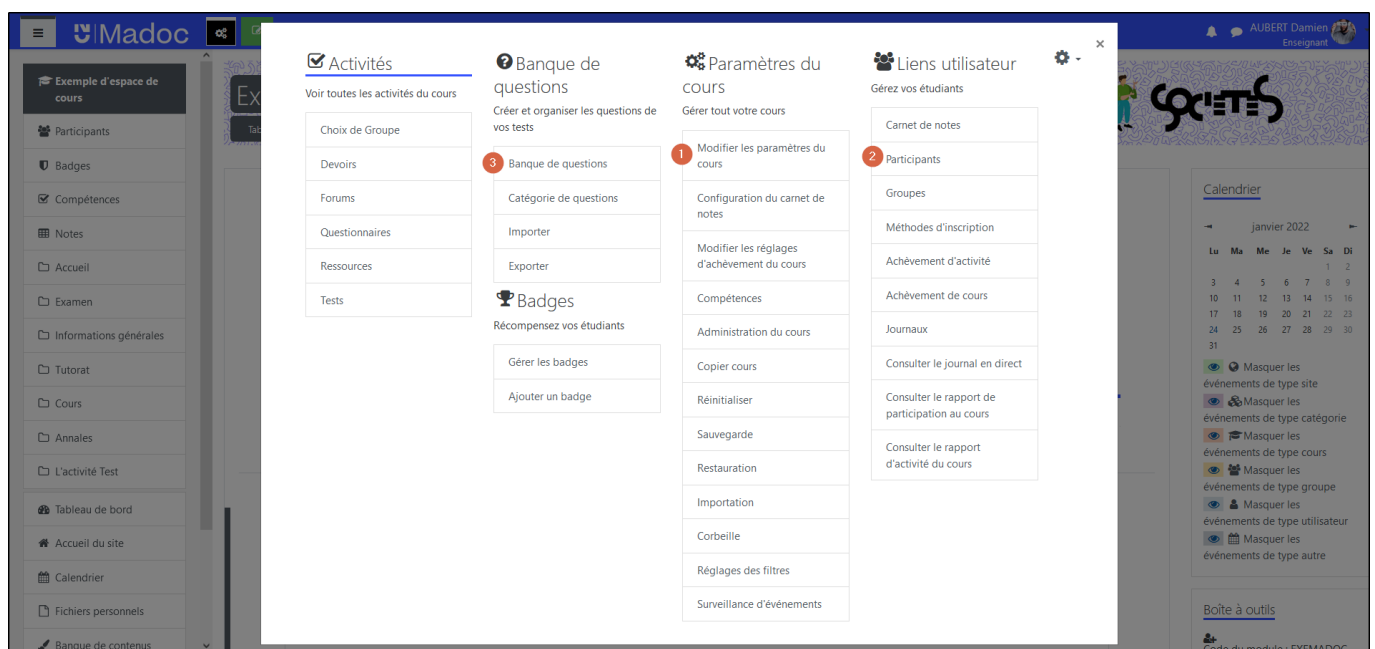 Madoc
AUBERT Damien
Enseignant
Exemple d'espace de
cours
Participants
Badges
Compétences
Notes
Accueil
Examen
Informations générales
Tutorat
Cours
Annales
L'activité Test
Tableau de bord
Accueil du site
Calendrier
Fichiers personnels
Banque de contenus
Ex
Tab
Activités
Voir toutes les activités du cours
Choix de Groupe
Devoirs
Forums
Questionnaires
Ressources
Tests
Banque de
questions
Créer et organiser les questions de
vos tests
3 Banque de questions
Catégorie de questions
Importer
Exporter
Badges
Récompensez vos étudiants
Gérer les badges
Ajouter un badge
Paramètres du
cours
Gérer tout votre cours
1 Modifier les paramètres du
cours
Configuration du carnet de
notes
Modifier les réglages
d'achèvement du cours
Compétences
Administration du cours
Copier cours
Réinitialiser
Sauvegarde
Restauration
Importation
Corbeille
Réglages des filtres
Surveillance d'événements
Liens utilisateur
Gérez vos étudiants
Carnet de notes
2 Participants
Groupes
Méthodes d'inscription
Achèvement d'activité
Achèvement de cours
Journaux
Consulter le journal en direct
Consulter le rapport de
participation au cours
Consulter le rapport
d'activité du cours
×
Calendrier
janvier 2022
Lu Ma Me Je Ve Sa Di
1 2
3 4 5 6 7 8 9
10 11 12 13 14 15 16
17 18 19 20 21 22 23
24 25 26 27 28 29 30
31
Masquer les
événements de type site
Masquer les
événements de type catégorie
Masquer les
événements de type cours
Masquer les
événements de type groupe
Masquer les
événements de type utilisateur
Masquer les
événements de type autre
Boîte à outils
Code du module : EXEMADOC